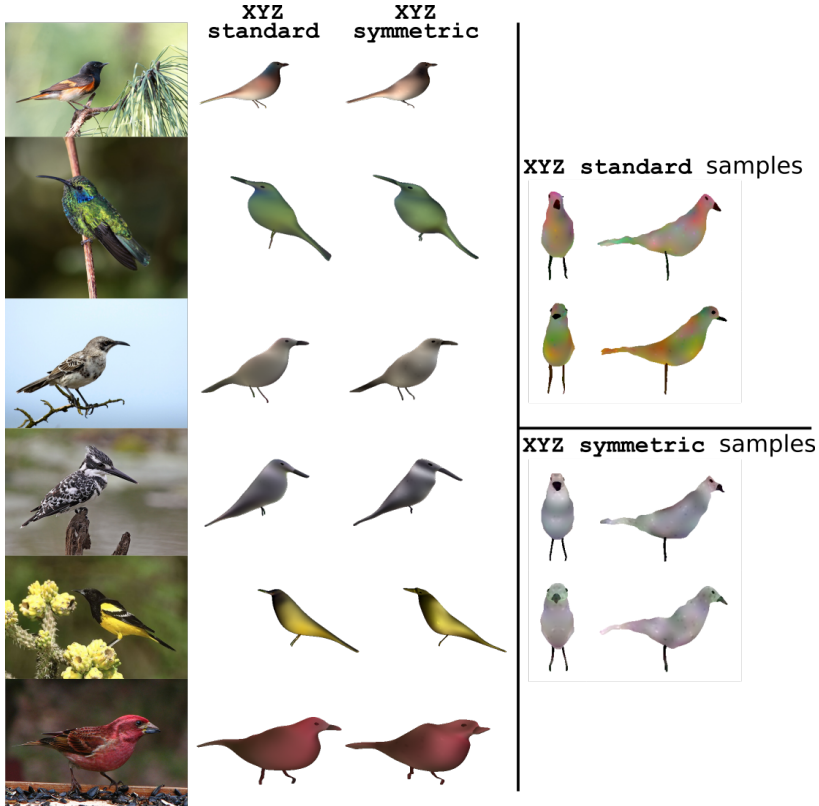 XYZ
standard
XYZ
symmetric
XYZ standard samples
XYZ symmetric samples